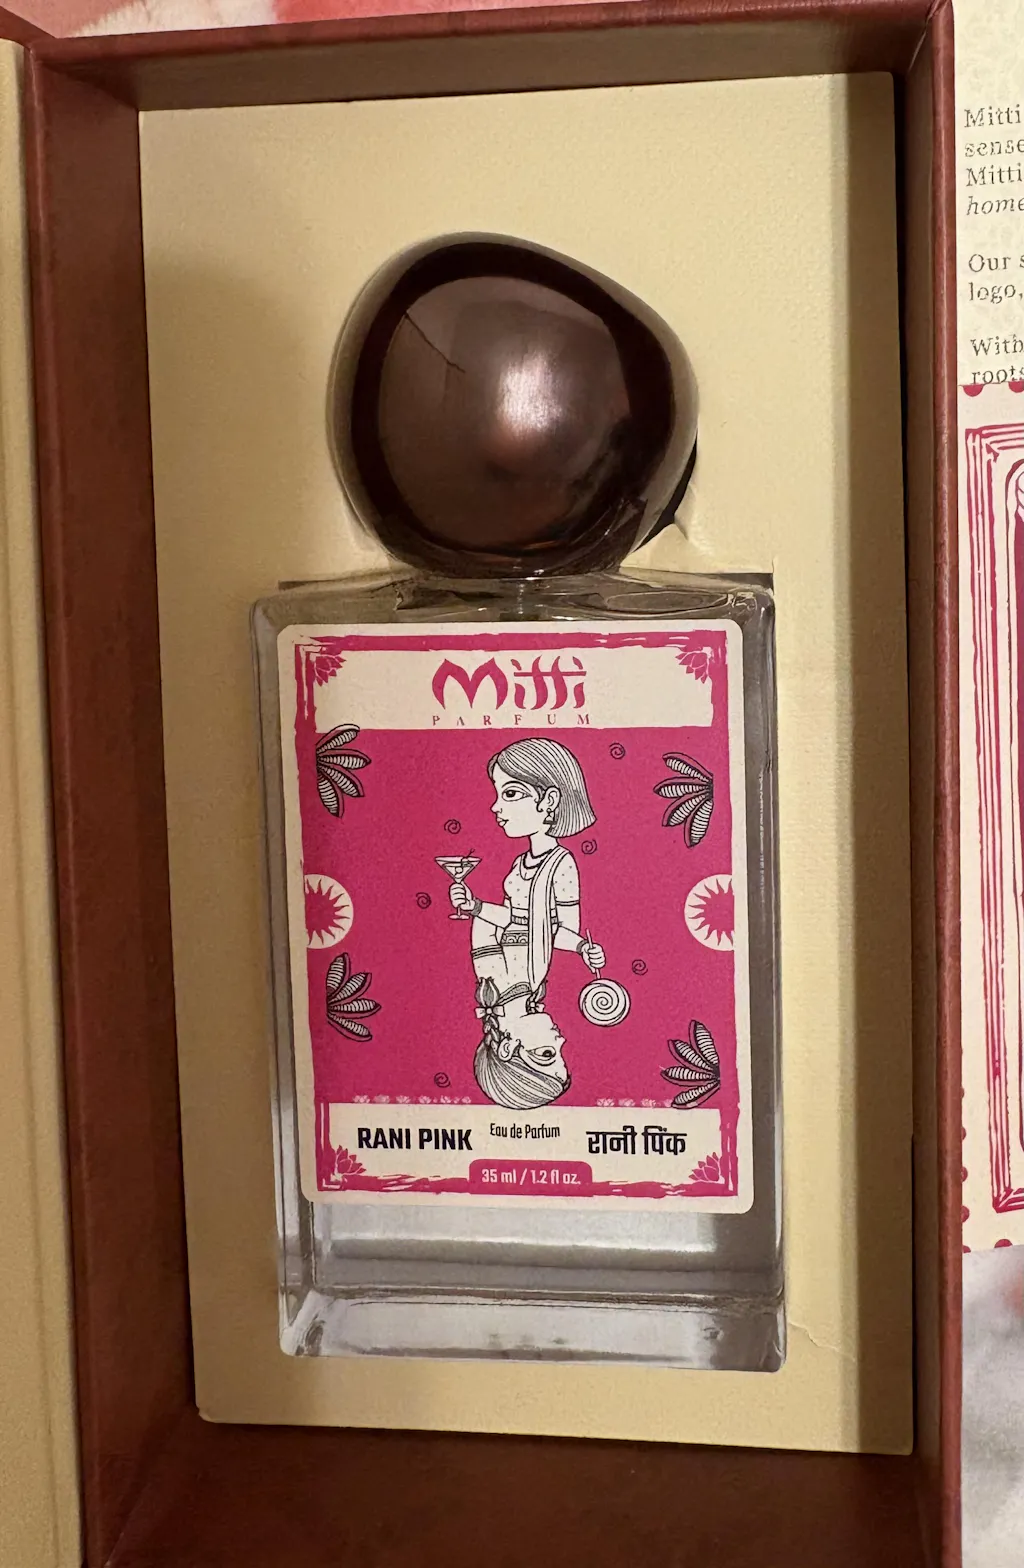 Mitti
PARFUM
RANI PINK
Eau de Parfum
रानी पिंक
35 ml / 1.2 fl oz.
Mitti
sense
Mitti
home
Our
logo,
With
roots